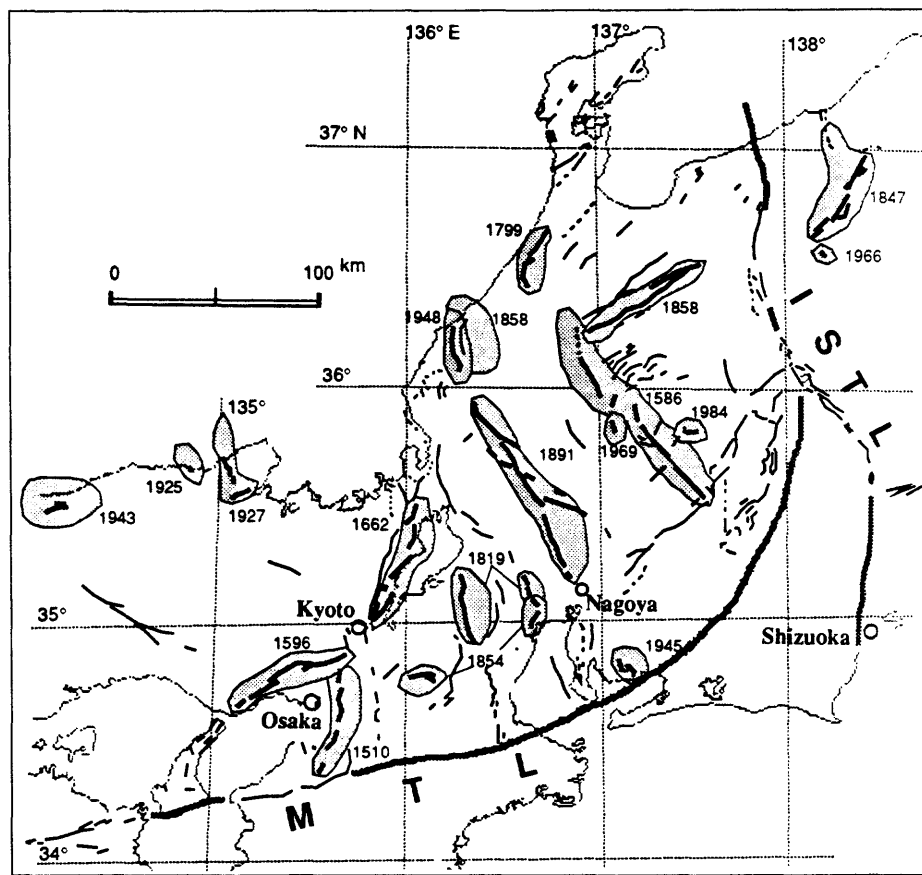 136° E
137°
138°
37° N
1847
1799
1966
0
100 km
1948
1858
1858
I
S
T
L
36°
135°
1586
1984
1891
1969
1925
1943
1927
1662
1819
Nagoya
35°
Kyoto
Shizuoka
1596
1854
1945
Osaka
1510
M
T
L
34°